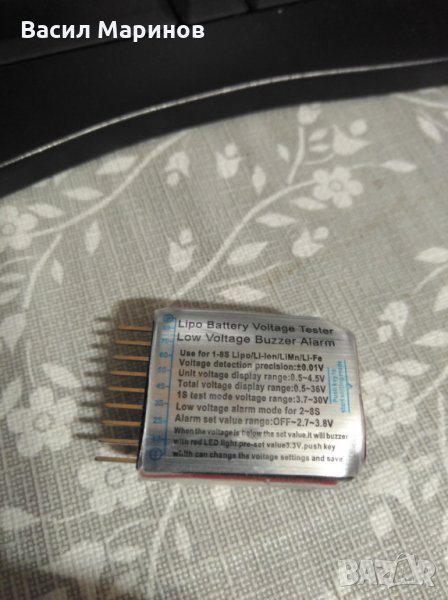 Васил Маринов
Lipo Battery Voltage Tester
Low Voltage Buzzer Alarm
Use for 1-8S Lipo/Li-Ion/LiMn/Li-Fe
Voltage detection precision:±0.01V
Unit voltage display range:0.5~4.5V
Total voltage display range:0.5~36V
1S test mode voltage range:3.7~30V
Low voltage alarm mode for 2~8S
Alarm set value range:OFF~2.7~3.8V
When the voltage is below the set value,it will buzzer
with red LED light,pre-set value3.3V,push key
width can change the voltage settings and save
BAZAR